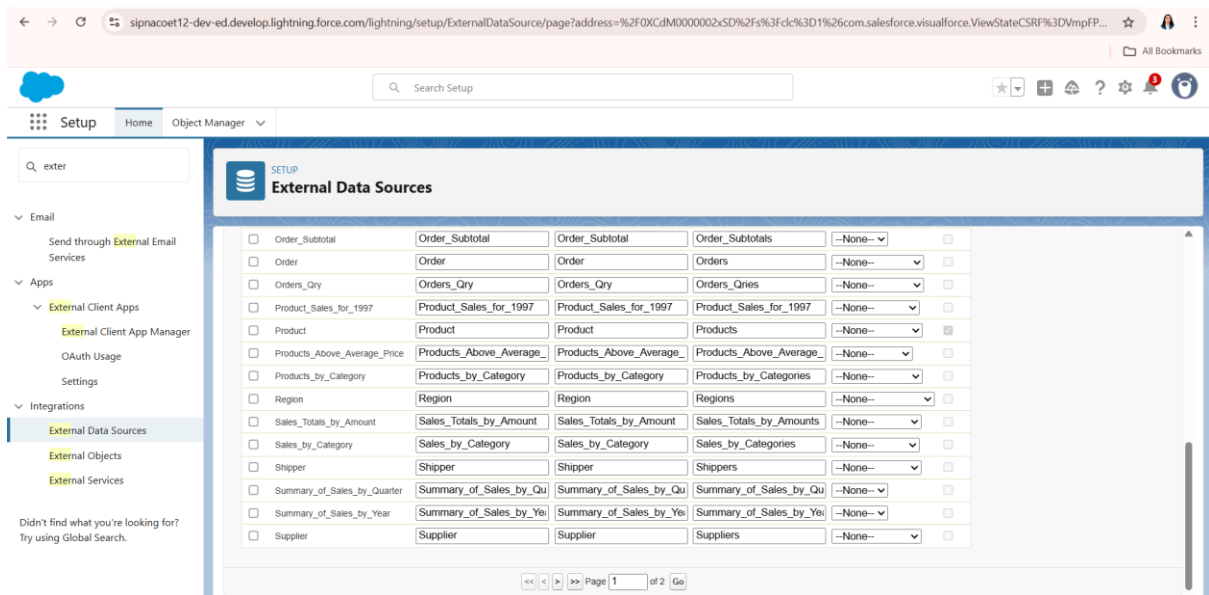 sipnacoet12-dev-ed.develop.lightning.force.com/lightning/setup/ExternalDataSource/page?address=%2F0XCdM0000002xSD%2Fs%3Fclc%3D1%26com.salesforce.visualforce.ViewStateCSRF%3DVmpFP...
All Bookmarks
Search Setup
3
Setup Home Object Manager
exter
SETUP
External Data Sources
Email
Send through External Email
Services
Apps
External Client Apps
External Client App Manager
OAuth Usage
Settings
Integrations
External Data Sources
External Objects
External Services
Didn't find what you're looking for?
Try using Global Search.
Order_Subtotal Order_Subtotal Order_Subtotal Order_Subtotals --None--
Order Order Order Orders --None--
Orders_Qry Orders_Qry Orders_Qry Orders_Qries --None--
Product_Sales_for_1997 Product_Sales_for_1997 Product_Sales_for_1997 Product_Sales_for_1997 --None--
Product Product Product Products --None--
Products_Above_Average_Price Products_Above_Average_ Products_Above_Average_ Products_Above_Average_ --None--
Products_by_Category Products_by_Category Products_by_Category Products_by_Categories --None--
Region Region Region Regions --None--
Sales_Totals_by_Amount Sales_Totals_by_Amount Sales_Totals_by_Amount Sales_Totals_by_Amounts --None--
Sales_by_Category Sales_by_Category Sales_by_Category Sales_by_Categories --None--
Shipper Shipper Shipper Shippers --None--
Summary_of_Sales_by_Quarter Summary_of_Sales_by_Qu Summary_of_Sales_by_Qu Summary_of_Sales_by_Qu --None--
Summary_of_Sales_by_Year Summary_of_Sales_by_Yea Summary_of_Sales_by_Yea Summary_of_Sales_by_Yea --None--
Supplier Supplier Supplier Suppliers --None--
<< < > >> Page 1 of 2 Go